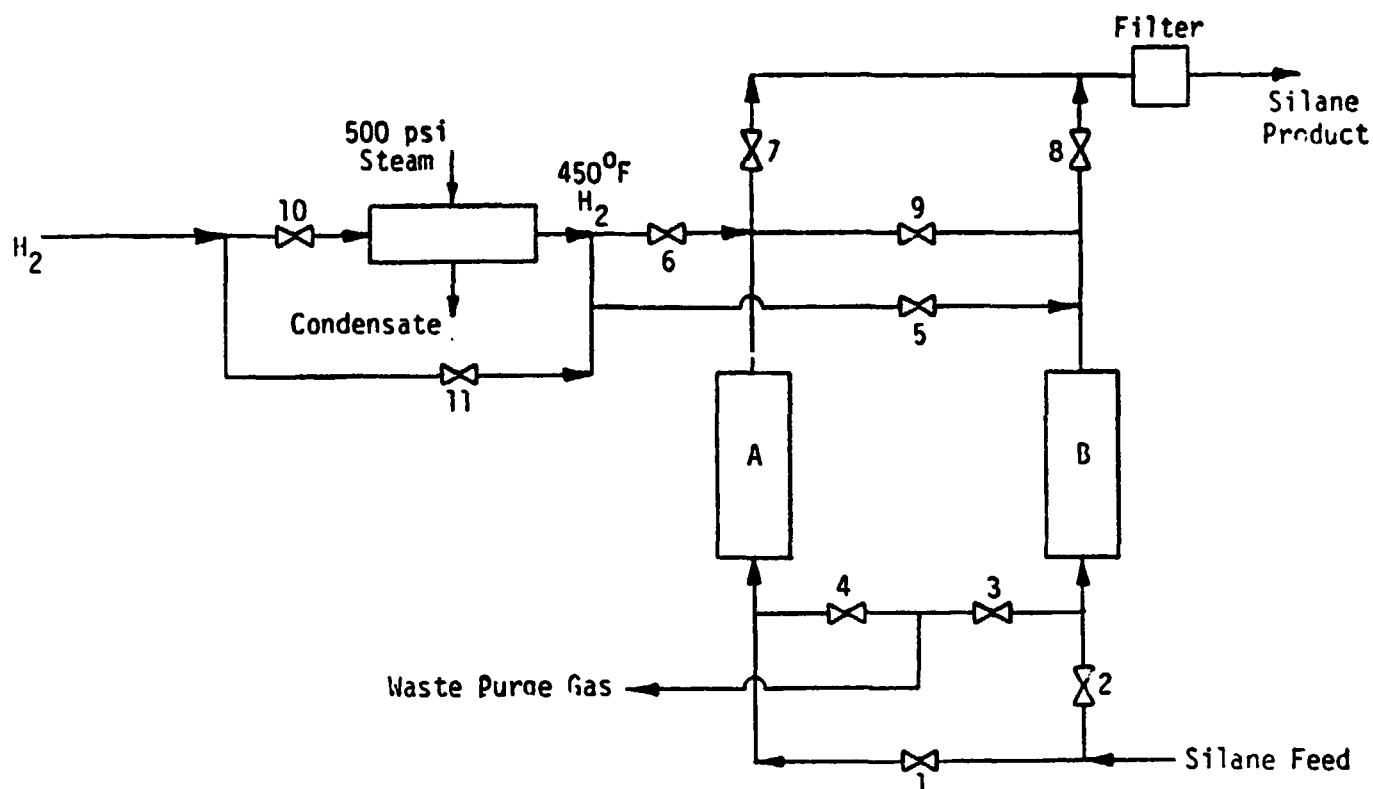 Filter
Silane
Product
500 psi
Steam
450°F
H2
7
8
10
9
H2
6
5
Condensate
11
A
B
4
3
Waste Purge Gas
2
Silane Feed
1